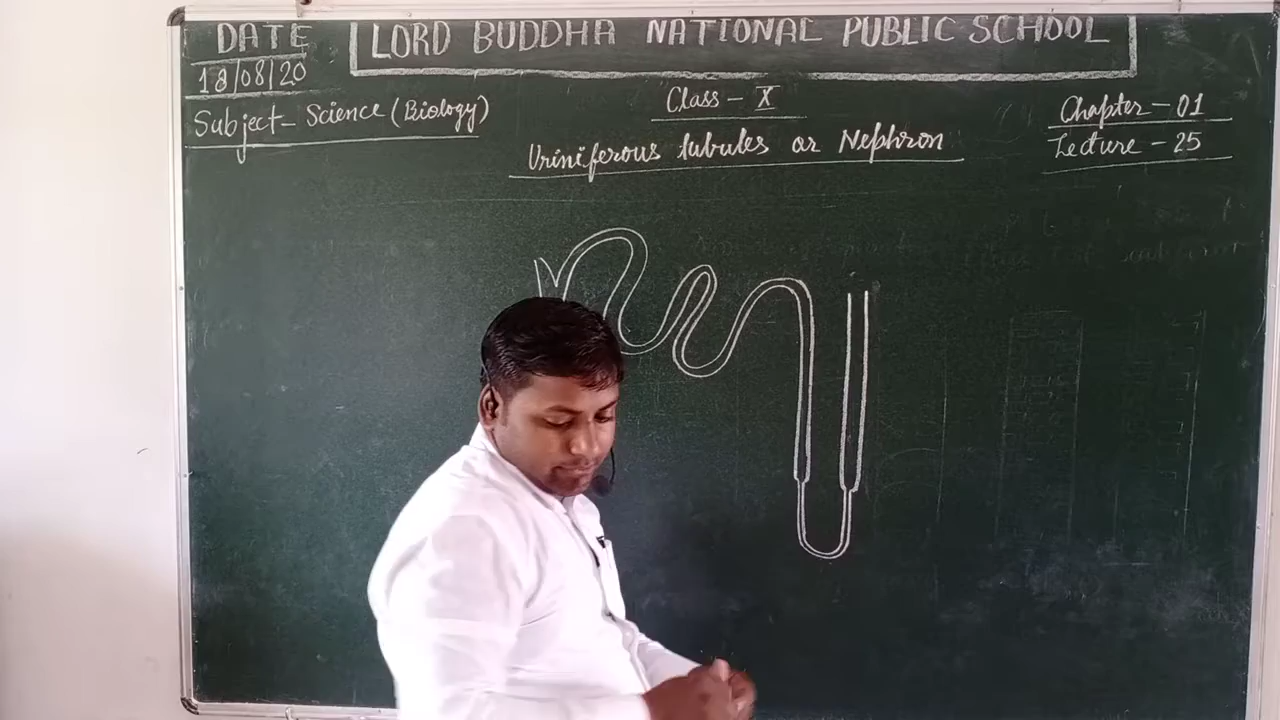 DATE
LORD BUDDHA NATIONAL PUBLIC SCHOOL
18/08/20
Subject- Science (Biology)
Class - X
Chapter - 01
Uriniferous tubules or Nephron
Lecture - 25